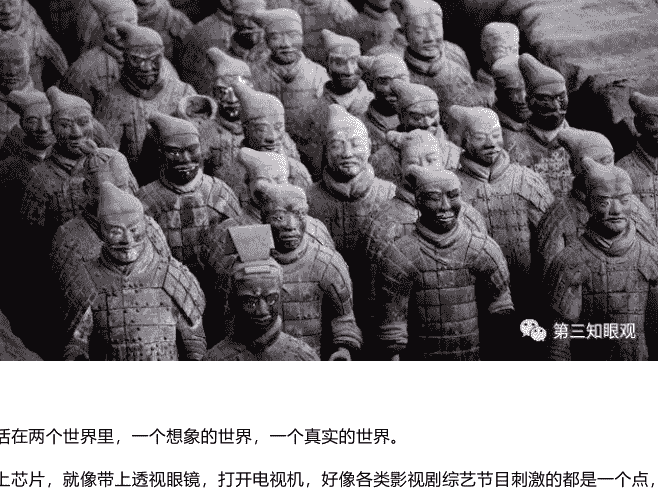 第三知眼观
活在两个世界里，一个想象的世界，一个真实的世界。
上芯片，就像带上透视眼镜，打开电视机，好像各类影视剧综艺节目刺激的都是一个点，